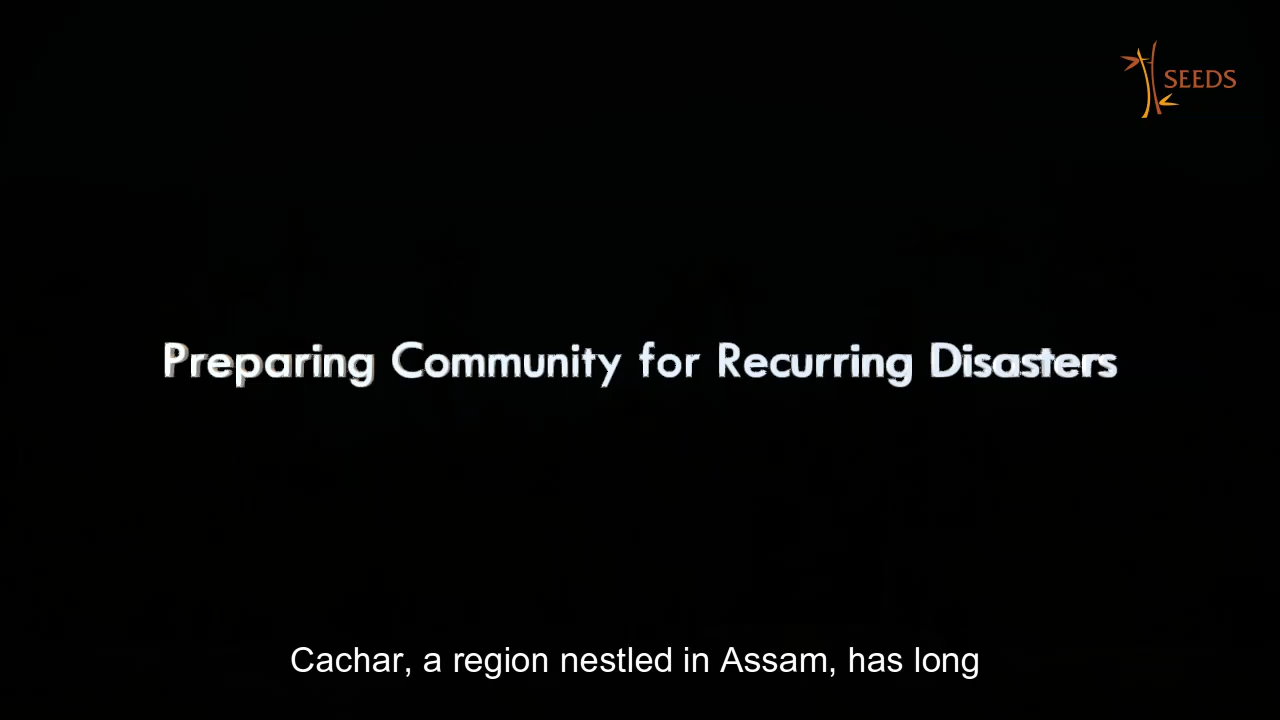 SEEDS
Preparing Community for Recurring Disasters
Cachar, a region nestled in Assam, has long